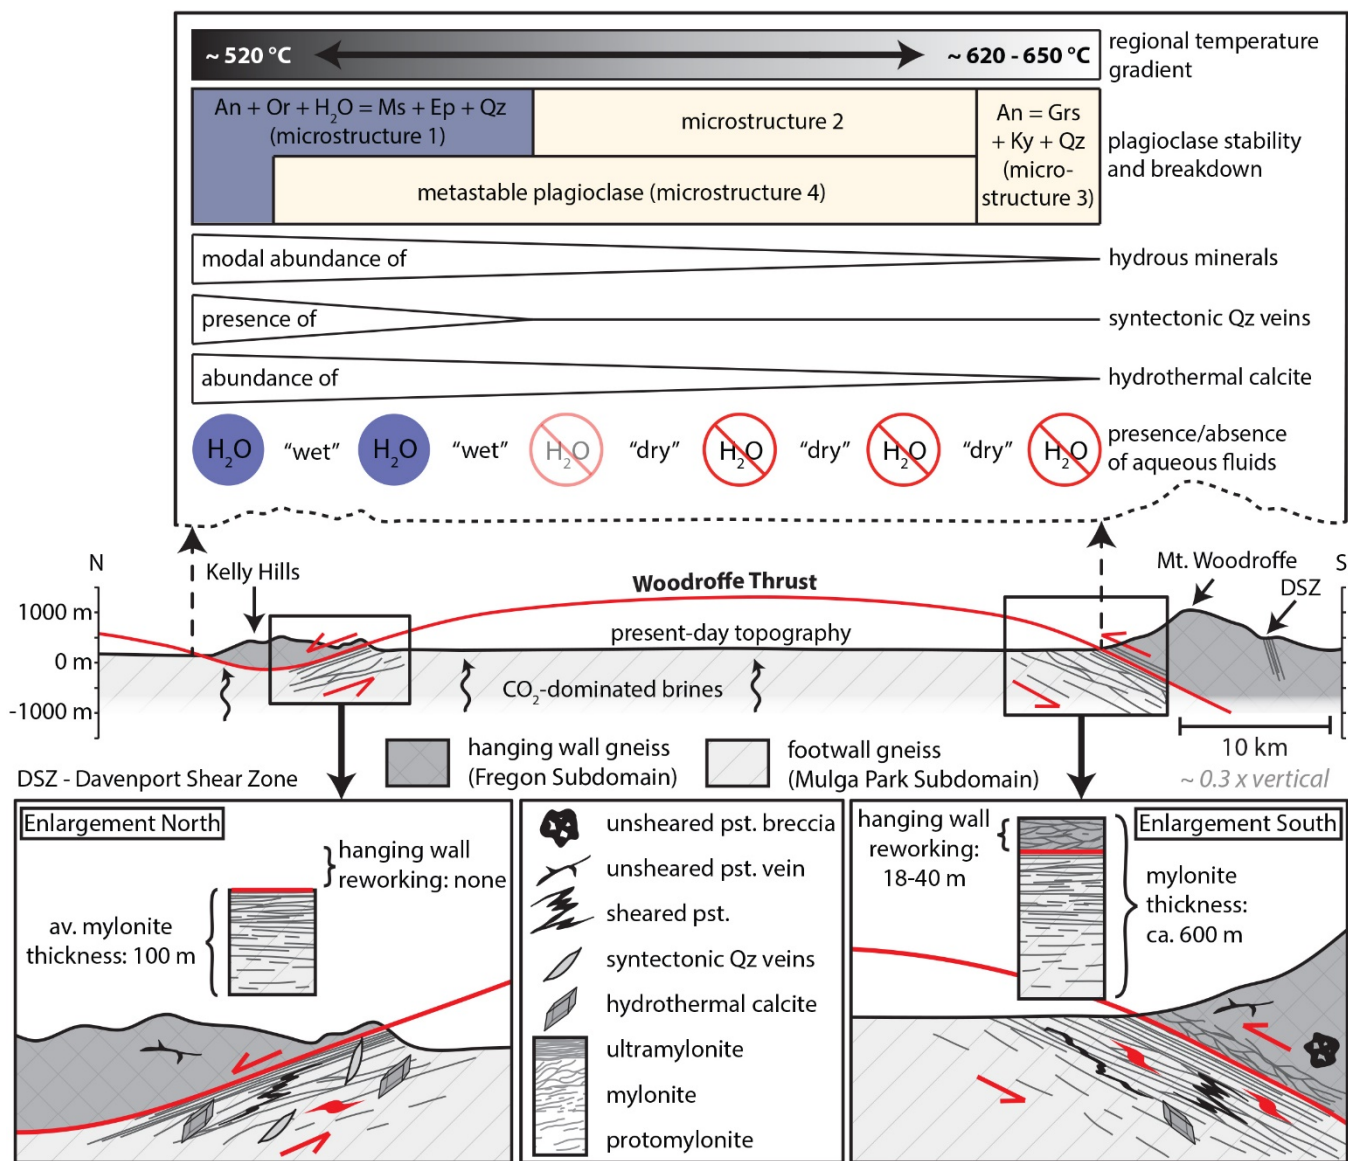 ~ 520 °C
~ 620 - 650 °C
regional temperature
gradient
An + Or + H₂O = Ms + Ep + Qz
(microstructure 1)
microstructure 2
metastable plagioclase (microstructure 4)
An = Grs
+ Ky + Qz
(micro-
structure 3)
plagioclase stability
and breakdown
modal abundance of
hydrous minerals
presence of
syntectonic Qz veins
abundance of
hydrothermal calcite
H₂O "wet" H₂O "wet" H₂O "dry" H₂O "dry" H₂O "dry" H₂O
presence/absence
of aqueous fluids
N
S
Kelly Hills
Woodroffe Thrust
Mt. Woodroffe
DSZ
1000 m
0 m
-1000 m
present-day topography
CO₂-dominated brines
10 km
~ 0.3 x vertical
DSZ - Davenport Shear Zone
hanging wall gneiss
(Fregon Subdomain)
footwall gneiss
(Mulga Park Subdomain)
Enlargement North
hanging wall
reworking: none
av. mylonite
thickness: 100 m
unsheared pst. breccia
unsheared pst. vein
sheared pst.
syntectonic Qz veins
hydrothermal calcite
ultramylonite
mylonite
protomylonite
hanging wall
reworking:
18-40 m
Enlargement South
mylonite
thickness:
ca. 600 m